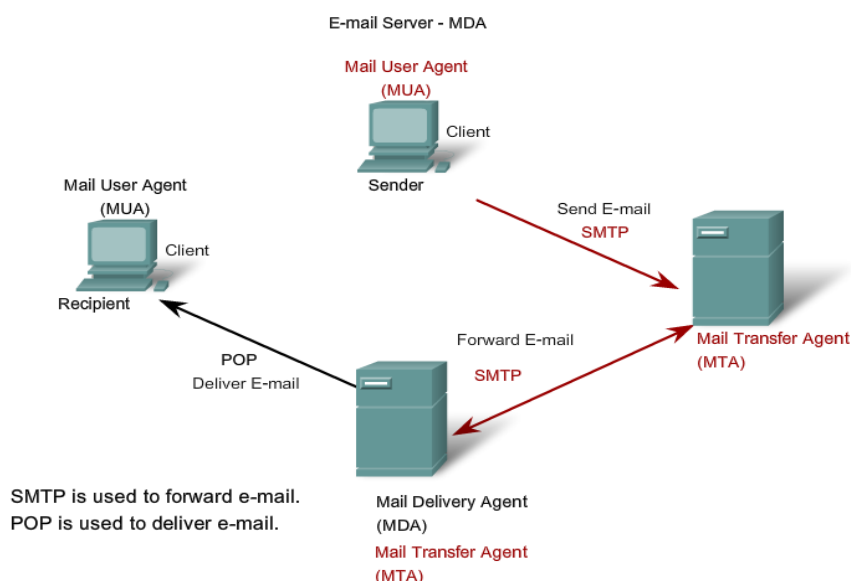 E-mail Server - MDA
Mail User Agent
(MUA)
Client
Sender
Mail User Agent
(MUA)
Client
Recipient
Send E-mail
SMTP
Mail Transfer Agent
(MTA)
Forward E-mail
SMTP
POP
Deliver E-mail
SMTP is used to forward e-mail.
POP is used to deliver e-mail.
Mail Delivery Agent
(MDA)
Mail Transfer Agent
(MTA)